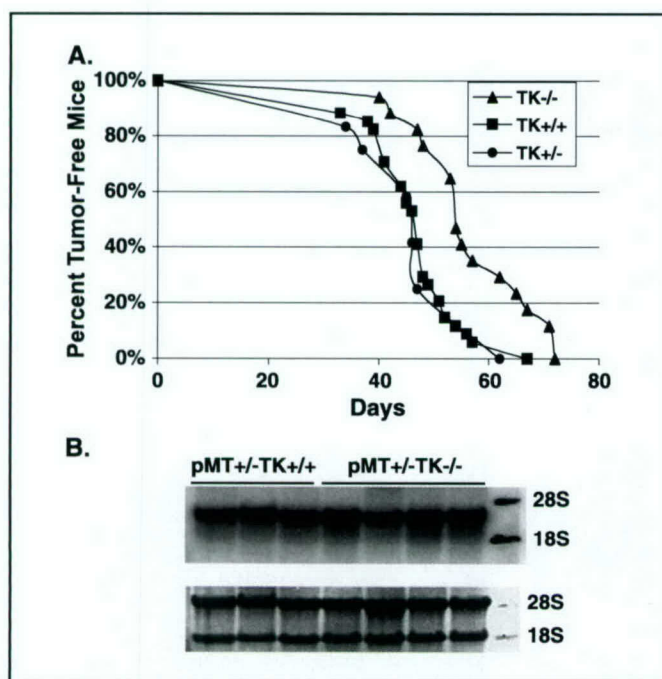 A.
Percent Tumor-Free Mice
100%
80%
60%
40%
20%
0%
0
20
40
60
80
Days
TK-/-
TK+/+
TK+/-
B.
pMT+/-TK+/+
pMT+/-TK-/-
28S
18S
28S
18S